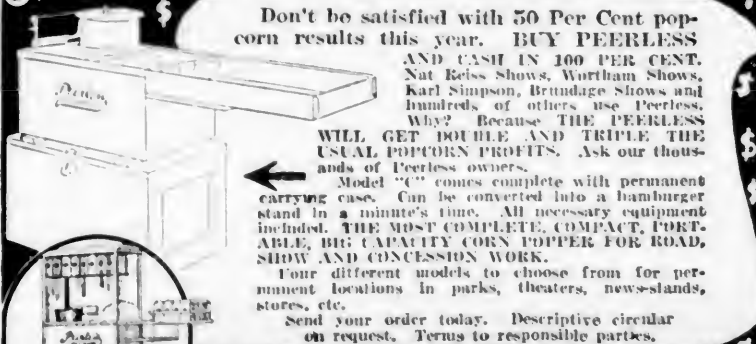 Don't be satisfied with 50 Per Cent pop-
corn results this year. BUY PEERLESS
AND CASH IN 100 PER CENT.
Nat Reiss Shows, Wortham Shows,
Karl Simpson, Brundage Shows and
hundreds of others use Peerless.
Why? Because THE PEERLESS
WILL GET DOUBLE AND TRIPLE THE
USUAL POPCORN PROFITS. Ask our thous-
ands of Peerless owners.
Model "C" comes complete with permanent
carrying case. Can be converted into a hamburger
stand in a minute's time. All necessary equipment
included. THE MOST COMPLETE, COMPACT, PORT-
ABLE, BIG CAPACITY CORN POPPER FOR ROAD,
SHOW AND CONCESSION WORK.
Four different models to choose from for per-
manent locations in parks, theaters, news-stands,
stores, etc.
Send your order today. Descriptive circular
on request. Terms to responsible parties.